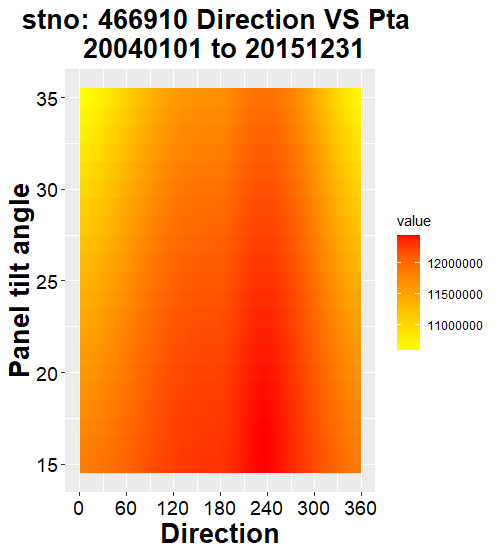 stno: 466910 Direction VS Pta
20040101 to 20151231
Panel tilt angle
35
30
25
20
15
0 60 120 180 240 300 360
Direction
value
12000000
11500000
11000000